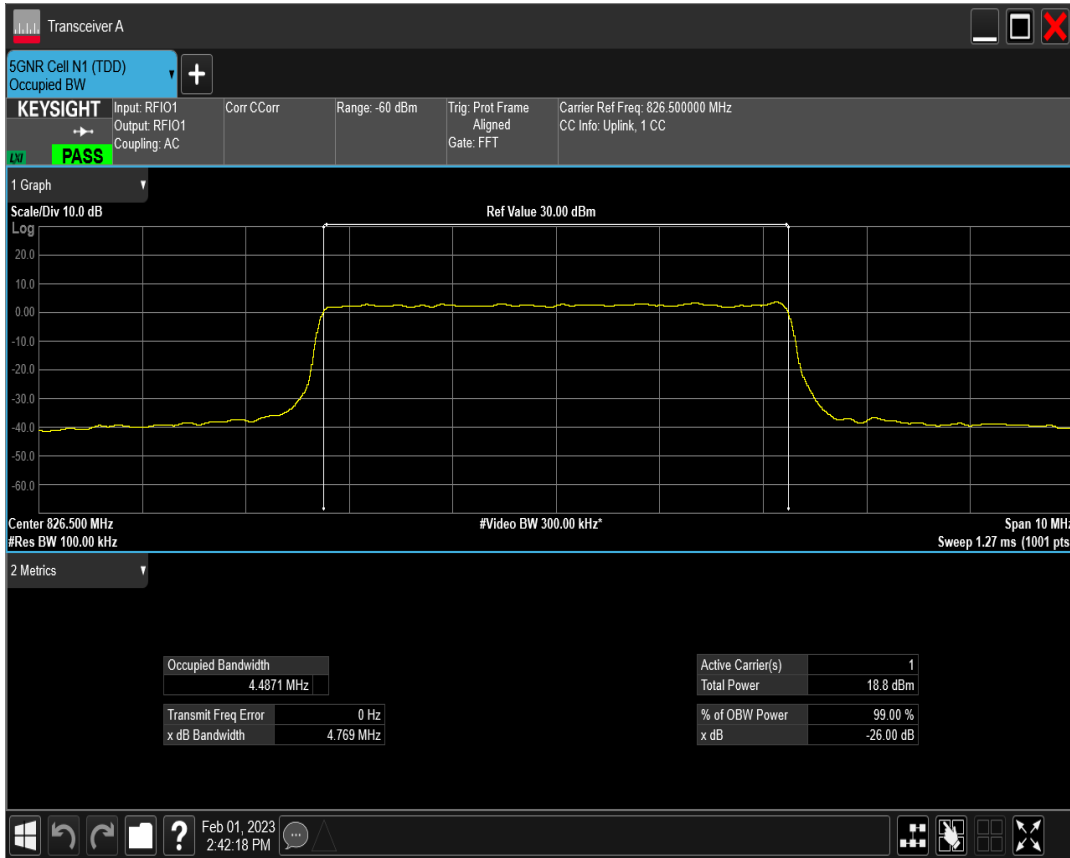 Transceiver A
5GNR Cell N1 (TDD)
Occupied BW
KEYSIGHT
LXI
PASS
Input: RFIO1
Output: RFIO1
Coupling: AC
Corr CCorr
Range: -60 dBm
Trig: Prot Frame
Aligned
Gate: FFT
Carrier Ref Freq: 826.500000 MHz
CC Info: Uplink, 1 CC
1 Graph
Scale/Div 10.0 dB
Ref Value 30.00 dBm
Log
20.0
10.0
0.00
-10.0
-20.0
-30.0
-40.0
-50.0
-60.0
Center 826.500 MHz
#Video BW 300.00 kHz*
Span 10 MHz
#Res BW 100.00 kHz
Sweep 1.27 ms (1001 pts
2 Metrics
Occupied Bandwidth
4.4871 MHz
Transmit Freq Error 0 Hz
x dB Bandwidth 4.769 MHz
Active Carrier(s) 1
Total Power 18.8 dBm
% of OBW Power 99.00 %
x dB -26.00 dB
?
Feb 01, 2023
2:42:18 PM